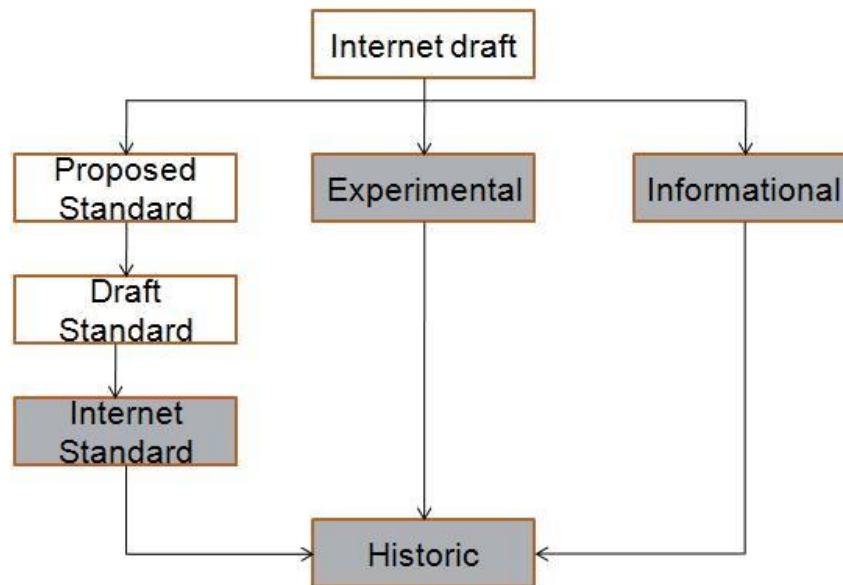 Internet draft
Proposed
Standard
Experimental
Informational
Draft
Standard
Internet
Standard
Historic